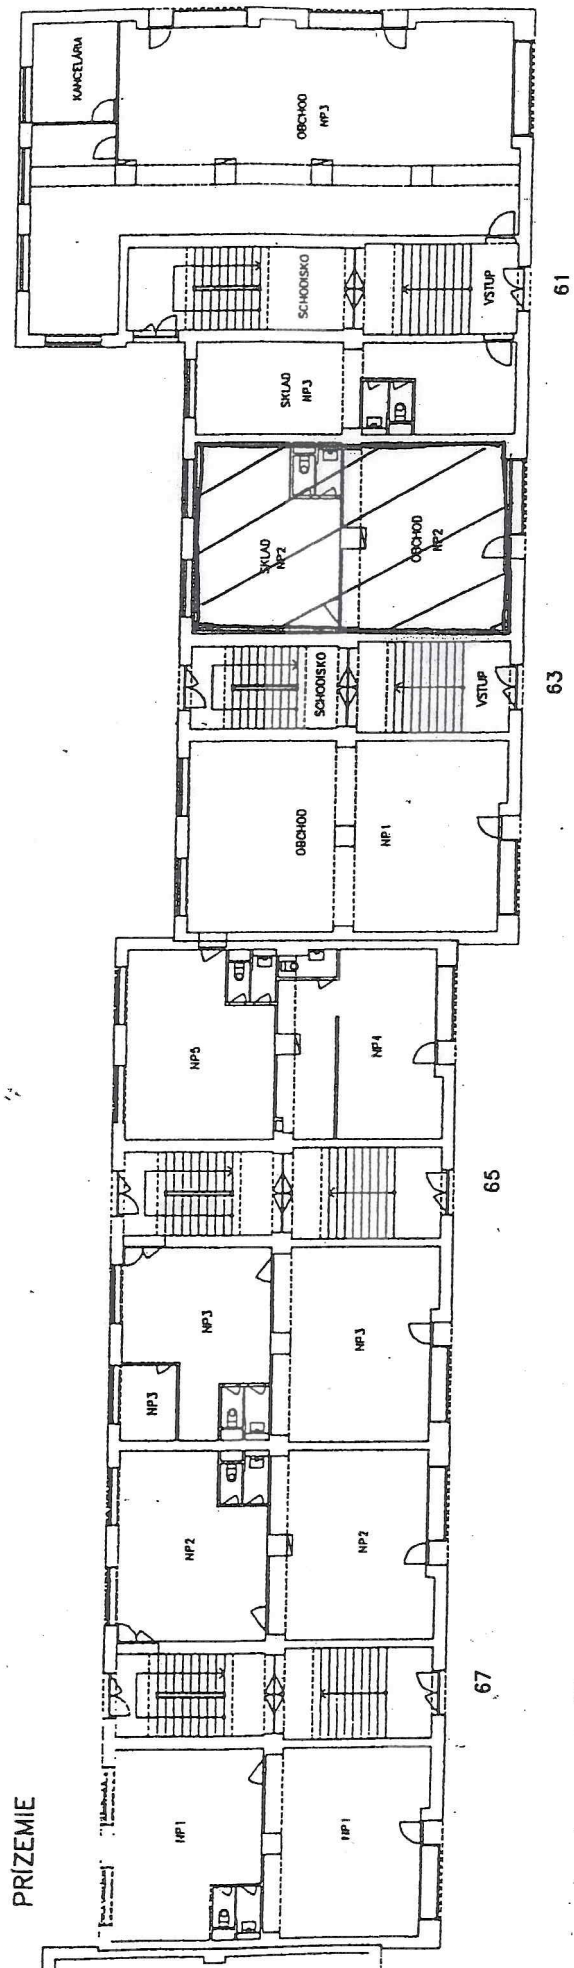 PRÍZEMIE
KANCELÁRIA
OBCHOD
NP3
SCHODISKO
VSTUP
61
SKLAD
NP3
SKLAD
NP2
OBCHOD
NP2
SCHODISKO
VSTUP
63
OBCHOD
NP1
NP5
NP4
65
NP3
NP3
NP3
NP2
NP2
67
NP1
NP1